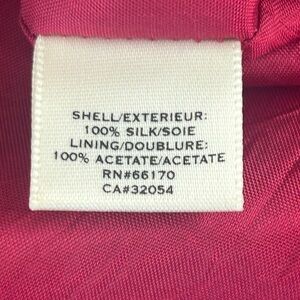 SHELL/EXTERIEUR:
100% SILK/SOIE
LINING/DOUBLURE:
100% ACETATE/ACETATE
RN#66170
CA#32054